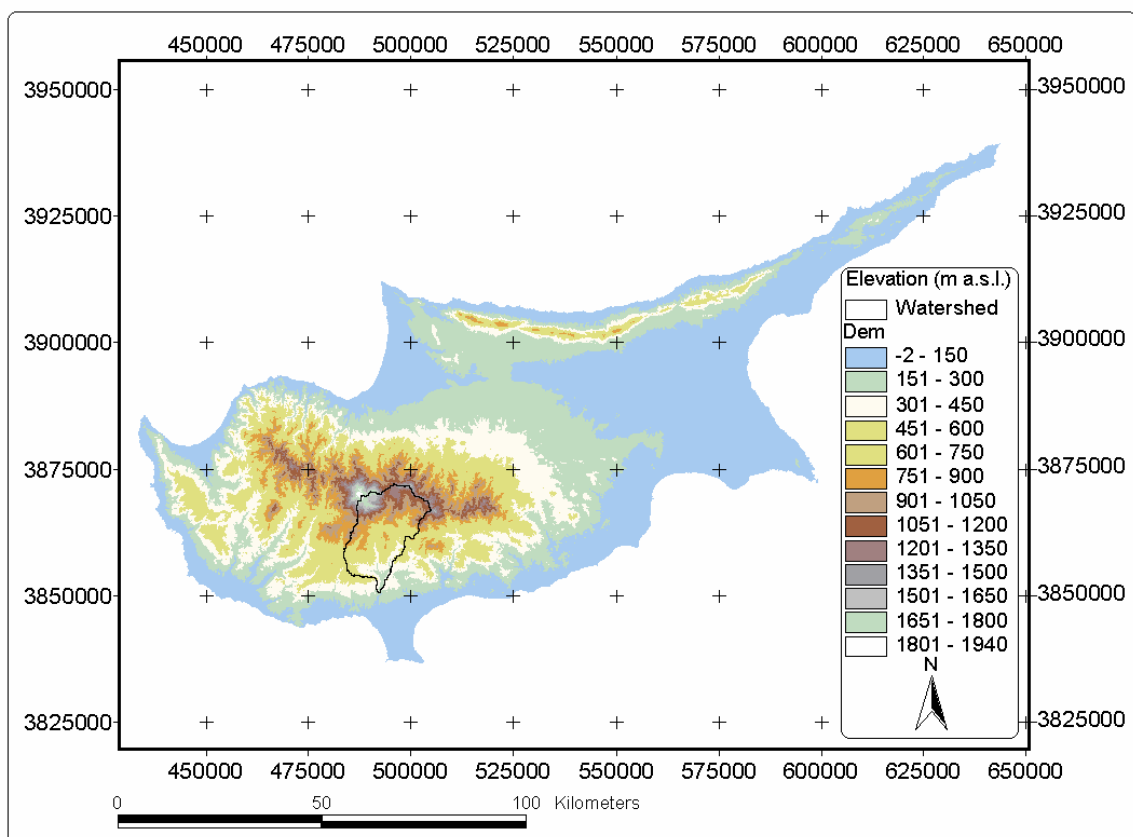 450000 475000 500000 525000 550000 575000 600000 625000 650000
3950000 3950000
3925000 3925000
3900000 3900000
3875000 3875000
3850000 3850000
3825000 3825000
Elevation (m a.s.l.)
Watershed
Dem
-2 - 150
151 - 300
301 - 450
451 - 600
601 - 750
751 - 900
901 - 1050
1051 - 1200
1201 - 1350
1351 - 1500
1501 - 1650
1651 - 1800
1801 - 1940
N
450000 475000 500000 525000 550000 575000 600000 625000 650000
0 50 100 Kilometers